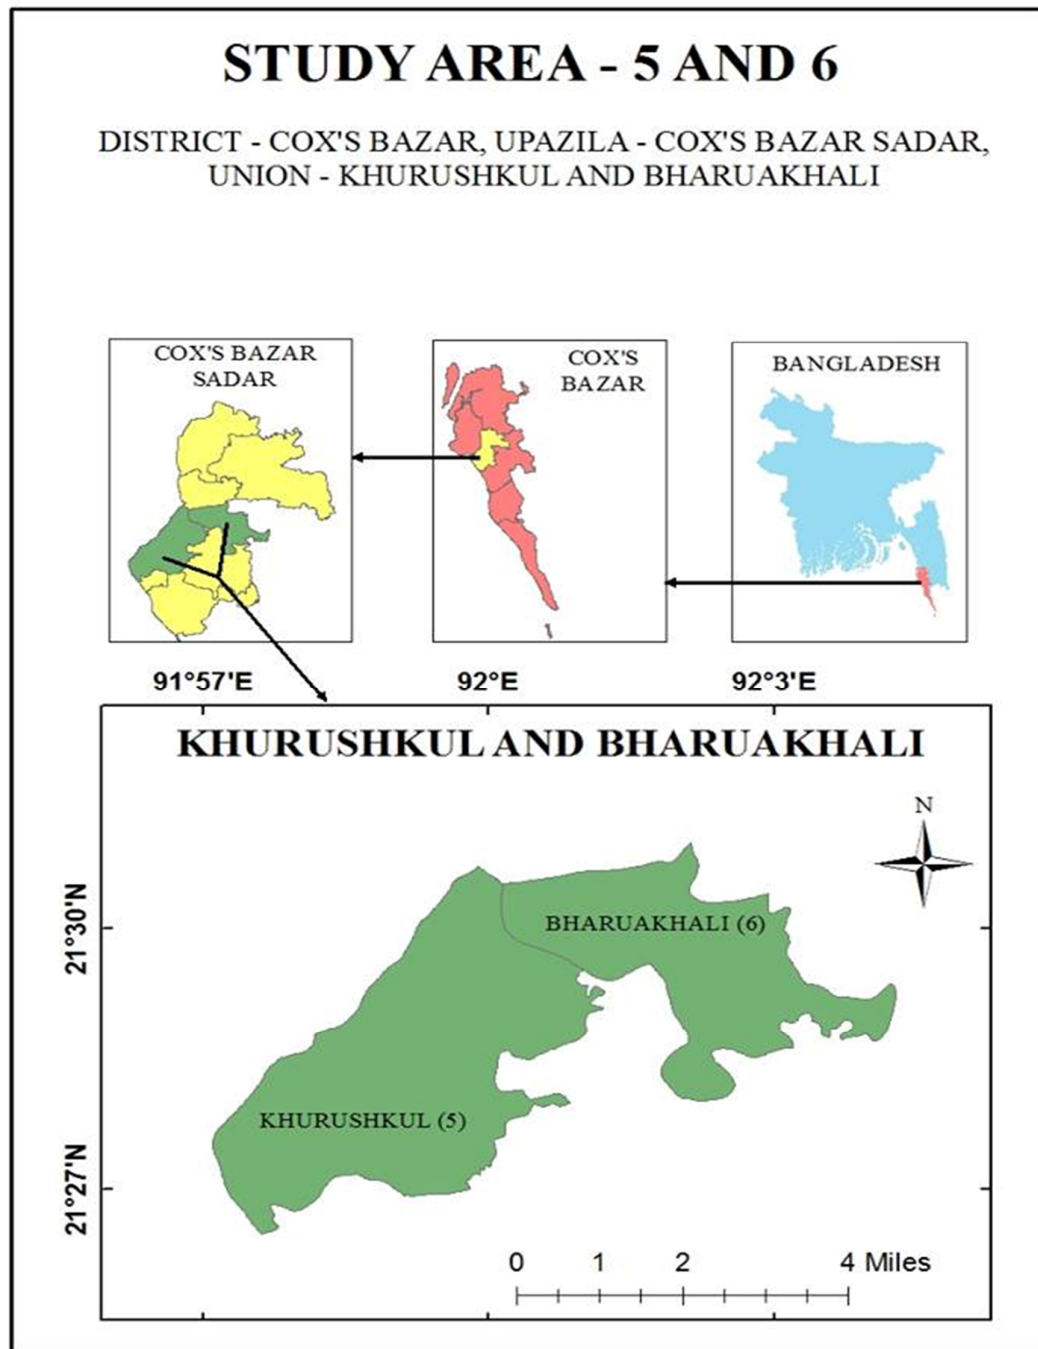 STUDY AREA - 5 AND 6
DISTRICT - COX'S BAZAR, UPAZILA - COX'S BAZAR SADAR,
UNION - KHURUSHKUL AND BHARUAKHALI
COX'S BAZAR
SADAR
COX'S
BAZAR
BANGLADESH
91°57'E
92°E
92°3'E
KHURUSHKUL AND BHARUAKHALI
N
21°30'N
BHARUAKHALI (6)
KHURUSHKUL (5)
21°27'N
0 1 2 4 Miles